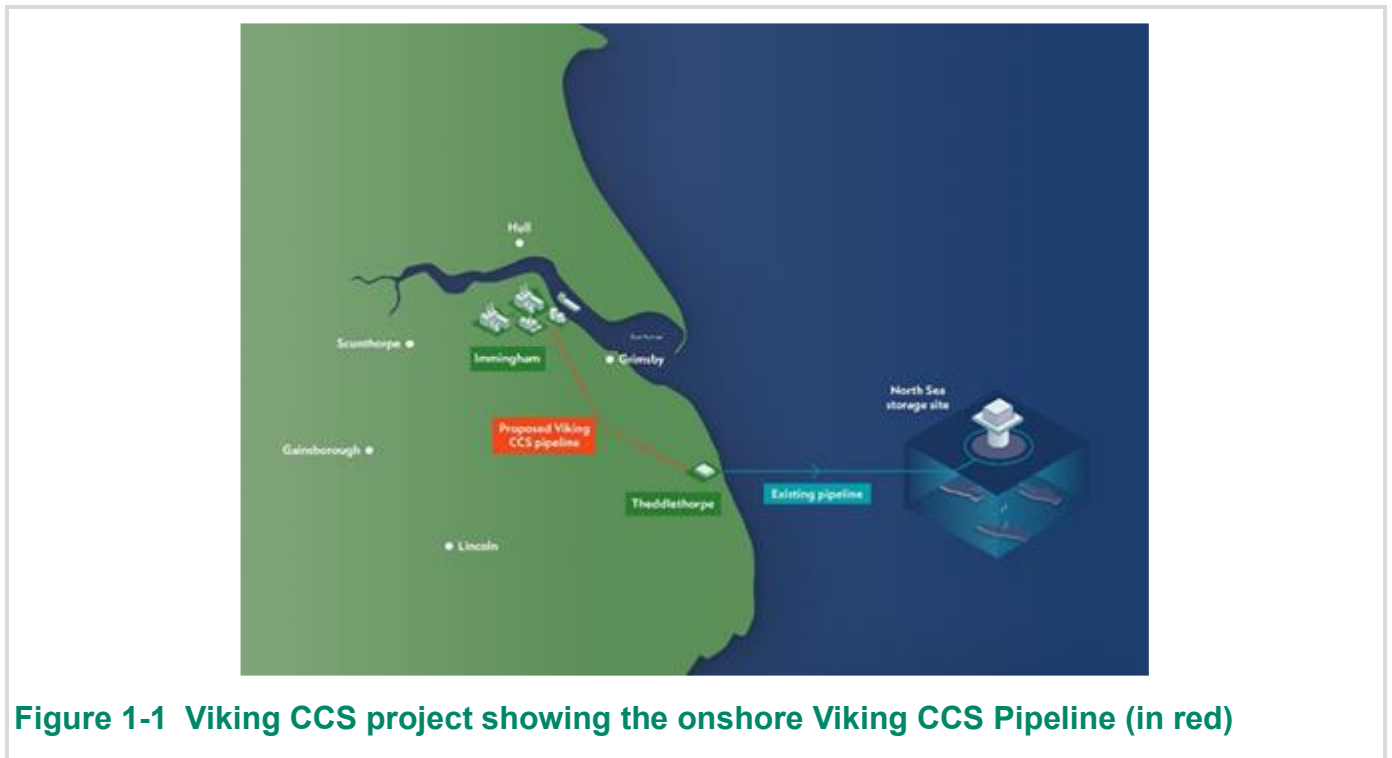 Hull
Scunthorpe
Immingham
Grimsby
North Sea
storage site
Proposed Viking
CCS pipeline
Gainsborough
Theddlethorpe
Existing pipeline
Lincoln
Figure 1-1 Viking CCS project showing the onshore Viking CCS Pipeline (in red)